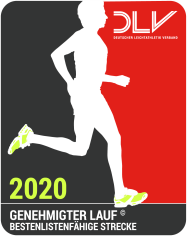 DLV
DEUTSCHER LEICHTATHLETIK VERBAND
2020
GENEHMIGTER LAUF ©
BESTENLISTENFÄHIGE STRECKE